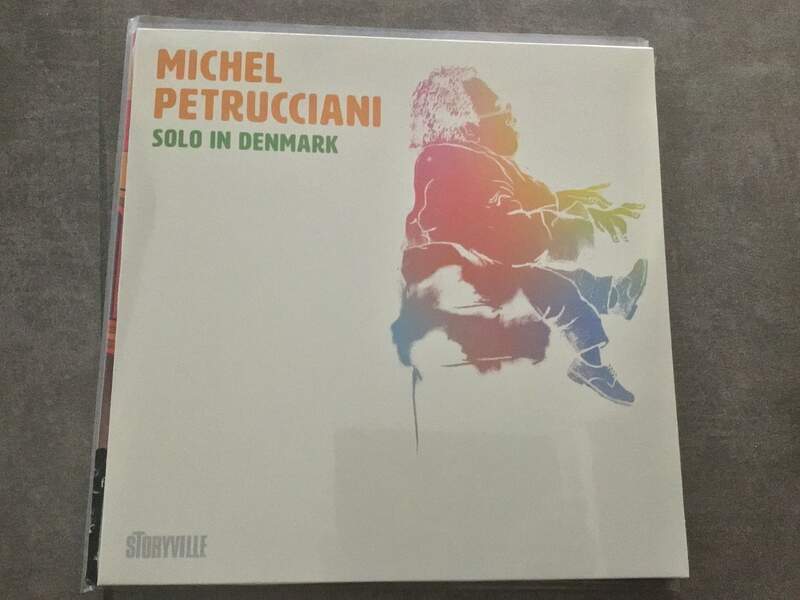 MICHEL
PETRUCCIANI
SOLO IN DENMARK
STORYVILLE